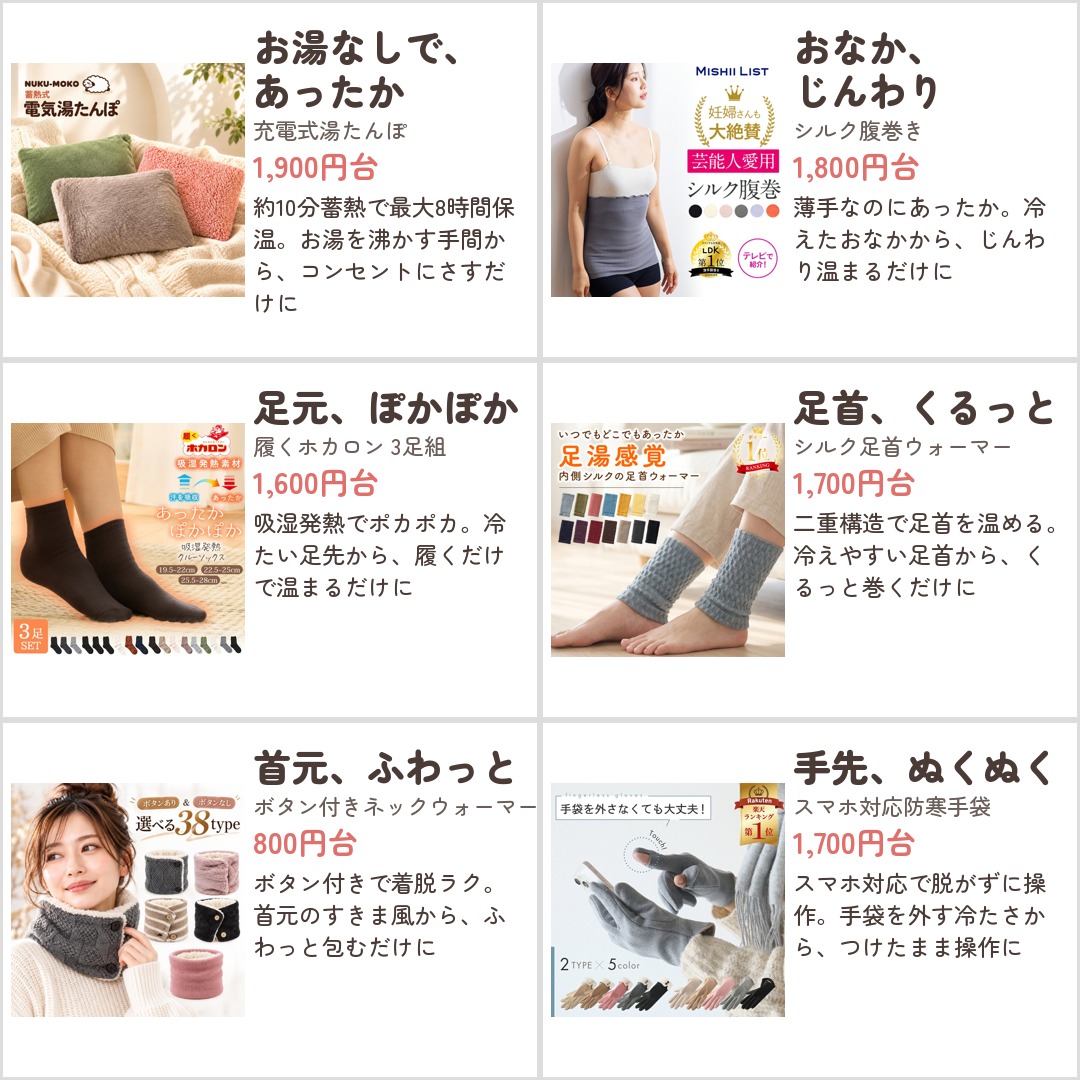 お湯なしで、
あったか
充電式湯たんぽ
1,900円台
約10分蓄熱で最大8時間保
温。お湯を沸かす手間か
ら、コンセントにさすだ
けに
NUKU-MOKO
蓄熱式
電気湯たんぽ
おなか、
じんわり
シルク腹巻き
1,800円台
薄手なのにあったか。冷
えたおなかから、じんわ
り温まるだけに
MISHII LIST
妊婦さんも
大絶賛
芸能人愛用
シルク腹巻
LDK
第1位
テレビで
紹介!
足元、ぽかぽか
履くホカロン 3足組
1,600円台
吸湿発熱でポカポカ。冷
たい足先から、履くだけ
で温まるだけに
履く
ホカロン
吸湿発熱素材
汗を吸収
あったか
あったか
ぽかぽか
吸湿発熱
クルーソックス
19.5-22cm
22.5-25cm
25.5-28cm
3足
SET
足首、くるっと
シルク足首ウォーマー
1,700円台
二重構造で足首を温める。
冷えやすい足首から、く
るっと巻くだけに
いつでもどこでもあったか
足湯感覚
内側シルクの足首ウォーマー
1位
RANKING
首元、ふわっと
ボタン付きネックウォーマー
800円台
ボタン付きで着脱ラク。
首元のすきま風から、ふ
わっと包むだけに
ボタンあり & ボタンなし
選べる38type
手先、ぬくぬく
スマホ対応防寒手袋
1,700円台
スマホ対応で脱がずに操
作。手袋を外す冷たさか
ら、つけたまま操作に
fingerless gloves
手袋を外さなくても大丈夫!
Touch!
Rakuten
楽天
ランキング
第1位
2 TYPE × 5 color